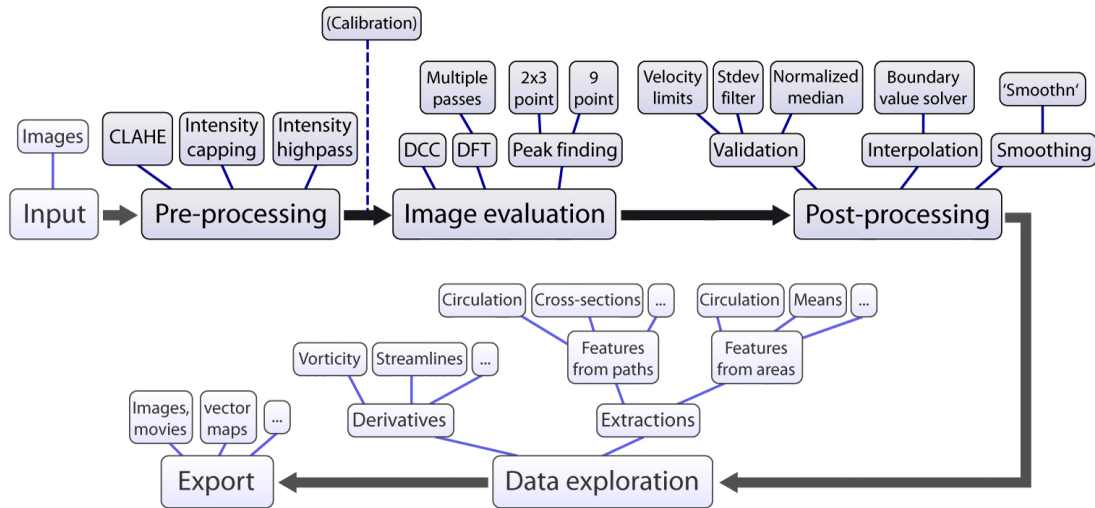 (Calibration)
Multiple
passes
2x3
point
9
point
Velocity
limits
Stdev
filter
Normalized
median
Boundary
value solver
‘Smoothn‘
Images
CLAHE
Intensity
capping
Intensity
highpass
DCC
DFT
Peak finding
Validation
Interpolation
Smoothing
Input
Pre-processing
Image evaluation
Post-processing
Circulation
Cross-sections
...
Circulation
Means
...
Vorticity
Streamlines
...
Features
from paths
Features
from areas
Images,
movies
vector
maps
...
Derivatives
Extractions
Export
Data exploration